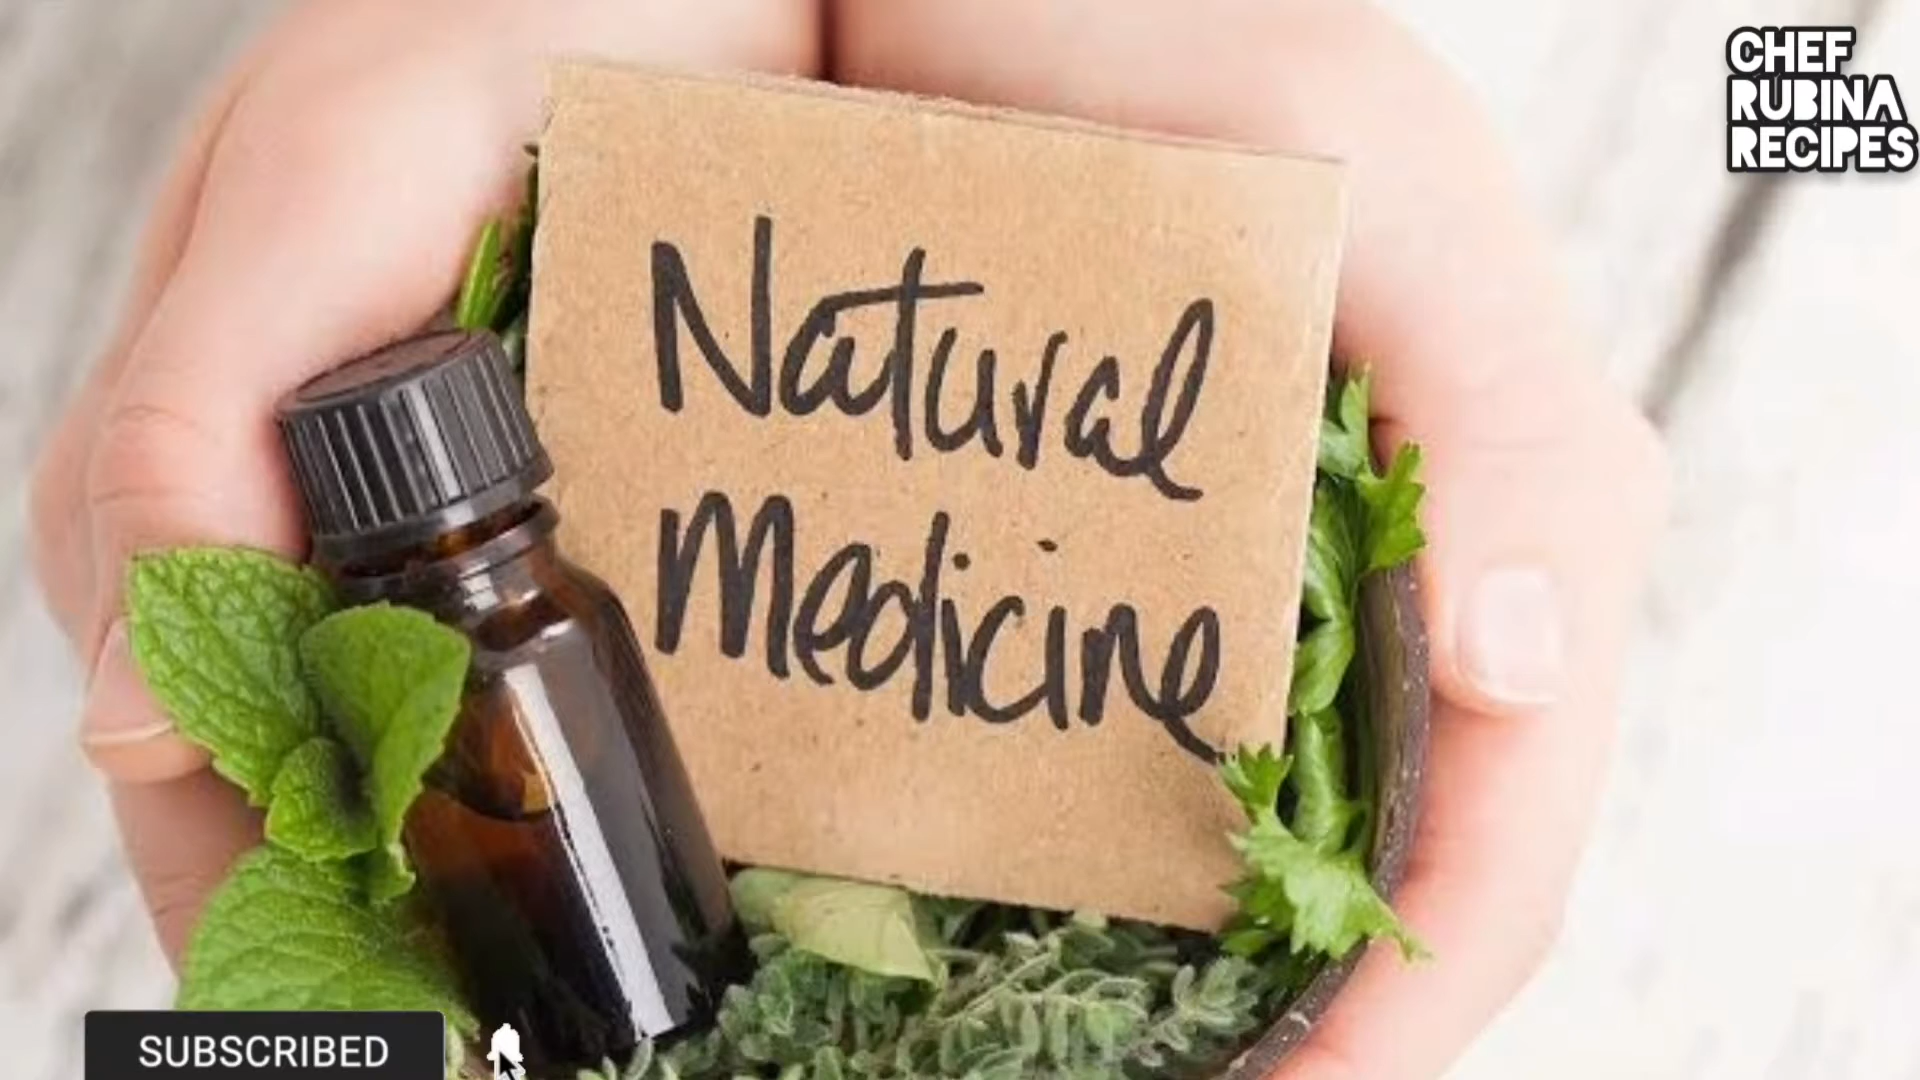 CHEF
RUBINA
RECIPES
Natural
Medicine
SUBSCRIBED